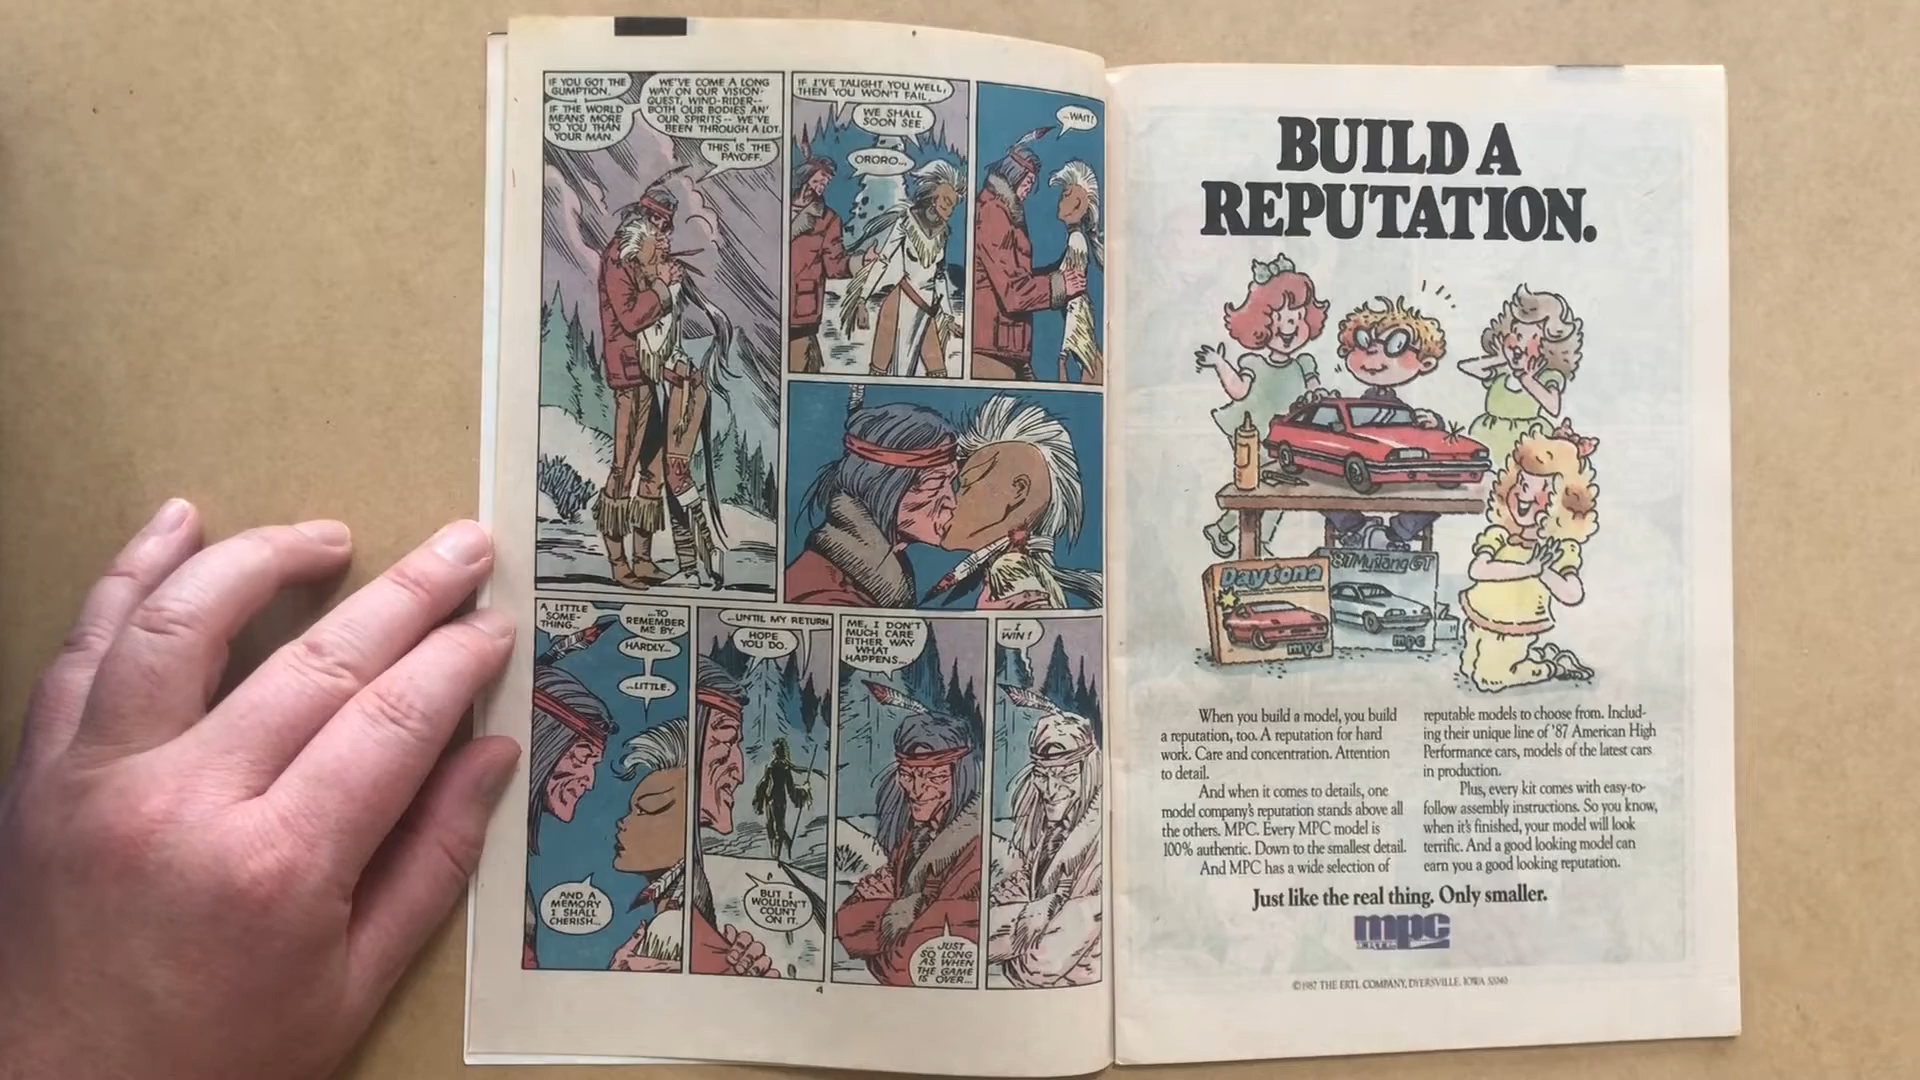 IF YOU GOT THE
GUMPTION.
IF THE WORLD
MEANS MORE
TO YOU THAN
YOUR MAN.
WE'VE COME A LONG
WAY ON OUR VISION-
QUEST, WIND-RIDER--
BOTH OUR BODIES AN'
OUR SPIRITS-- WE'VE
BEEN THROUGH A LOT.
THIS IS THE
PAYOFF.
IF I'VE TAUGHT YOU WELL,
THEN YOU WON'T FAIL.
WE SHALL
SOON SEE.
ORORO...
...WAIT!
A LITTLE
SOME-
THING...
...TO
REMEMBER
ME BY.
HARDLY...
...LITTLE.
AND A
MEMORY
I SHALL
CHERISH...
...UNTIL MY RETURN.
HOPE
YOU DO.
BUT I
WOULDN'T
COUNT
ON IT.
ME, I DON'T
MUCH CARE
EITHER WAY
WHAT
HAPPENS...
...JUST
SO LONG
AS WHEN
THE GAME
IS OVER...
...I
WIN!
4
BUILD A
REPUTATION.
Daytona
mpc
'87 Mustang GT
mpc
When you build a model, you build
a reputation, too. A reputation for hard
work. Care and concentration. Attention
to detail.
And when it comes to details, one
model company's reputation stands above all
the others. MPC. Every MPC model is
100% authentic. Down to the smallest detail.
And MPC has a wide selection of
reputable models to choose from. Includ-
ing their unique line of '87 American High
Performance cars, models of the latest cars
in production.
Plus, every kit comes with easy-to-
follow assembly instructions. So you know,
when it's finished, your model will look
terrific. And a good looking model can
earn you a good looking reputation.
Just like the real thing. Only smaller.
mpc
ERTL
©1987 THE ERTL COMPANY, DYERSVILLE, IOWA 52040